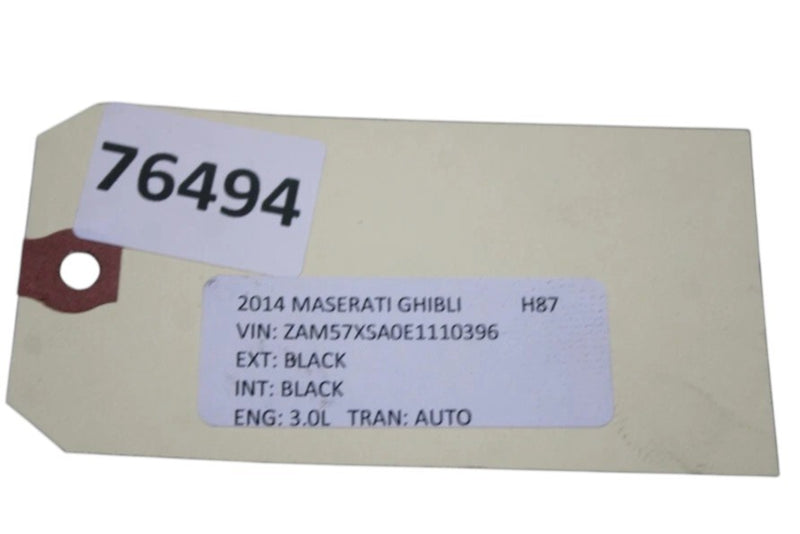 76494
2014 MASERATI GHIBLI H87
VIN: ZAM57XSA0E1110396
EXT: BLACK
INT: BLACK
ENG: 3.0L TRAN: AUTO